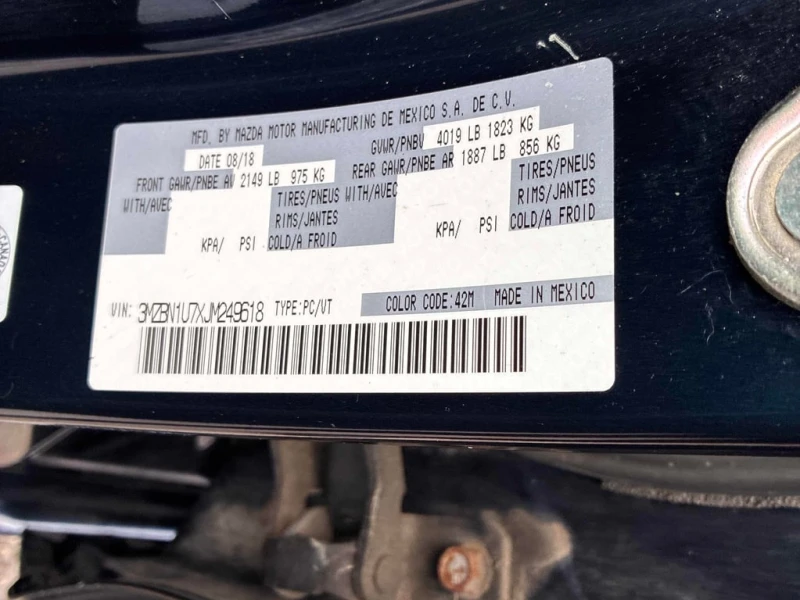 MFD. BY MAZDA MOTOR MANUFACTURING DE MEXICO S.A. DE C.V.
DATE 08/18 GVWR/PNBV 4019 LB 1823 KG
FRONT GAWR/PNBE AV 2149 LB 975 KG REAR GAWR/PNBE AR 1887 LB 856 KG
WITH/AVEC TIRES/PNEUS WITH/AVEC TIRES/PNEUS
RIMS/JANTES RIMS/JANTES
KPA/ PSI COLD/A FROID KPA/ PSI COLD/A FROID
VIN: 3MZBN1U7XJM249618 TYPE:PC/VT COLOR CODE:42M MADE IN MEXICO